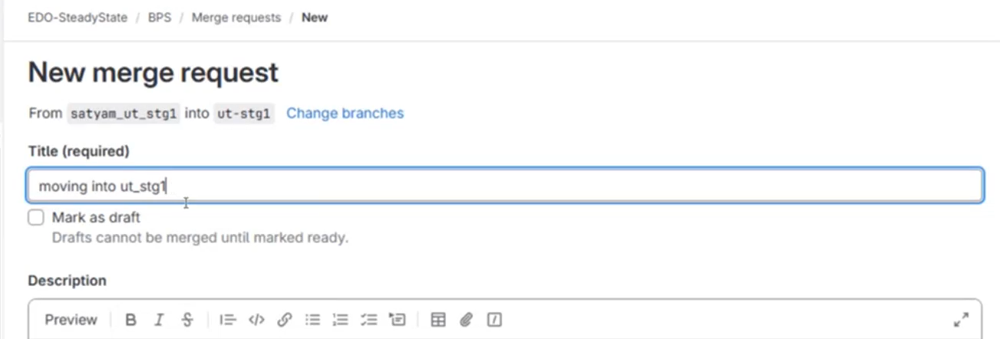 EDO-SteadyState / BPS / Merge requests / New
New merge request
From satyam_ut_stg1 into ut-stg1 Change branches
Title (required)
moving into ut_stg1
Mark as draft
Drafts cannot be merged until marked ready.
Description
Preview B I S